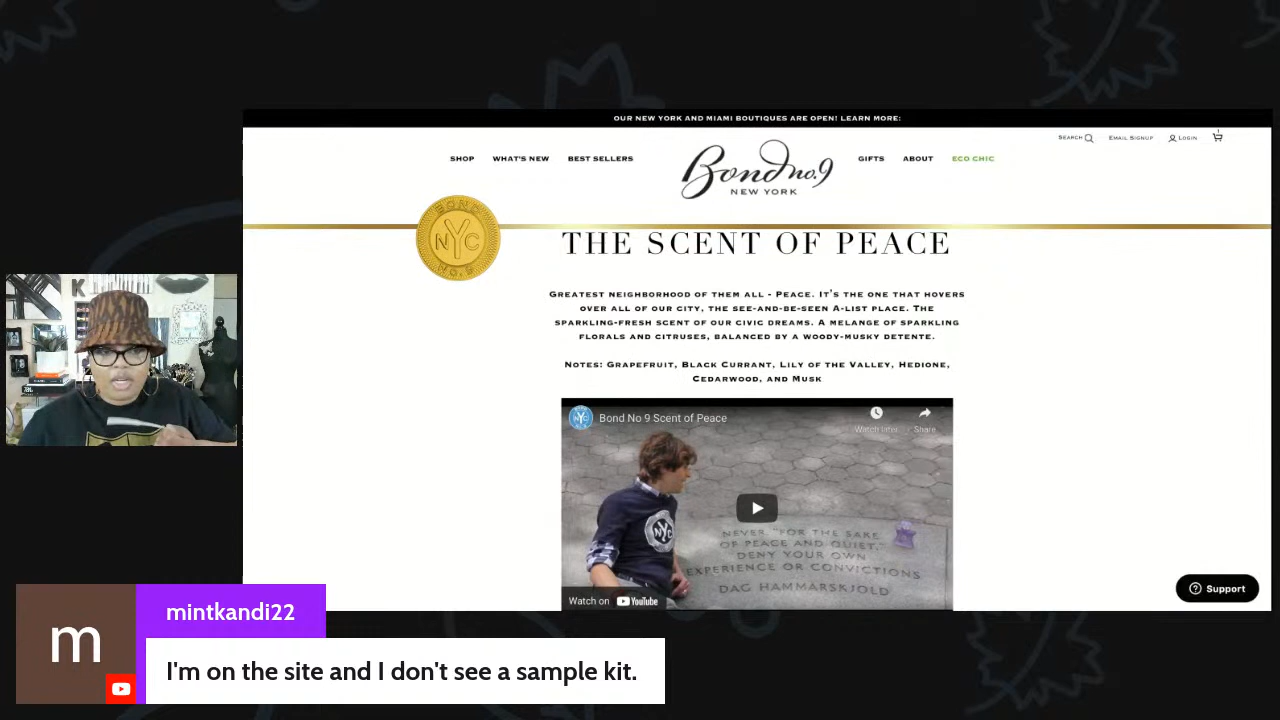 OUR NEW YORK AND MIAMI BOUTIQUES ARE OPEN! LEARN MORE:
SEARCH
EMAIL SIGNUP
LOGIN
1
SHOP
WHAT'S NEW
BEST SELLERS
Bond no.9
NEW YORK
GIFTS
ABOUT
ECO CHIC
BOND
NYC
NO. 9
THE SCENT OF PEACE
GREATEST NEIGHBORHOOD OF THEM ALL - PEACE. IT'S THE ONE THAT HOVERS
OVER ALL OF OUR CITY, THE SEE-AND-BE-SEEN A-LIST PLACE. THE
SPARKLING-FRESH SCENT OF OUR CIVIC DREAMS. A MELANGE OF SPARKLING
FLORALS AND CITRUSES, BALANCED BY A WOODY-MUSKY DETENTE.
NOTES: GRAPEFRUIT, BLACK CURRANT, LILY OF THE VALLEY, HEDIONE,
CEDARWOOD, AND MUSK
Bond No 9 Scent of Peace
Watch later
Share
NYC
NEVER "FOR THE SAKE
OF PEACE AND QUIET,"
DENY YOUR OWN
EXPERIENCE OR CONVICTIONS
DAG HAMMARSKJOLD
Watch on YouTube
Support
K
m
mintkandi22
I'm on the site and I don't see a sample kit.